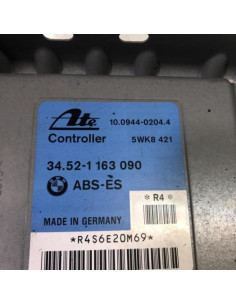 Ate 10.0944-0204.4
Controller 5WK8 421
34.52-1 163 090
BMW ABS-ES
*R4*
MADE IN GERMANY
*R4S6E20M69*